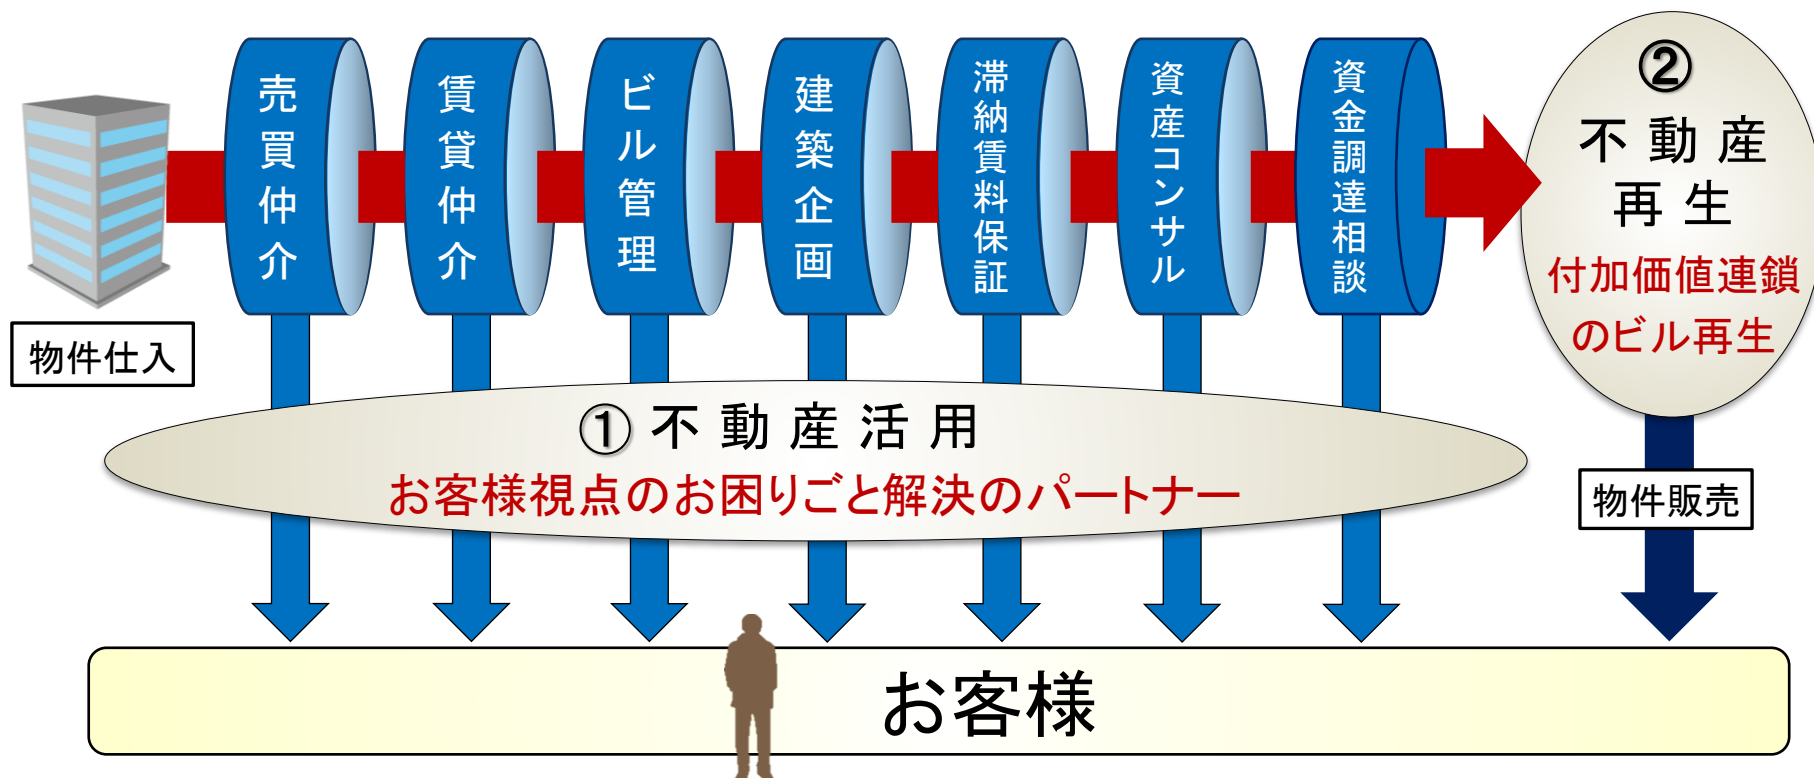 売買仲介
賃貸仲介
ビル管理
建築企画
滞納賃料保証
資産コンサル
資金調達相談
②
不動産
再生
付加価値連鎖
のビル再生
物件仕入
①不動産活用
お客様視点のお困りごと解決のパートナー
物件販売
お客様